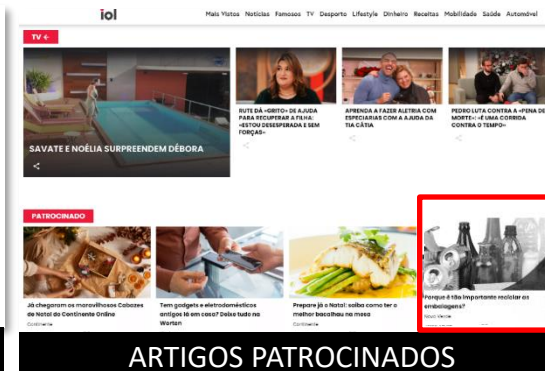 iol
Mais Vistos Notícias Famosos TV Desporto Lifestyle Dinheiro Receitas Mobilidade Saúde Automóvel
TV
SAVATE E NOÉLIA SURPREENDEM DÉBORA
RUTE DÁ «GRITO» DE AJUDA
PARA RECUPERAR A FILHA:
«ESTOU DESESPERADA E SEM
FORÇAS»
APRENDA A FAZER ALETRIA COM
ESPECIARIAS COM A AJUDA DA
TIA CÁTIA
PEDRO LUTA CONTRA A «PENA DE
MORTE»: «É UMA CORRIDA
CONTRA O TEMPO»
PATROCINADO
Já chegaram os maravilhosos Cabazes
de Natal do Continente Online
Continente
Tem gadgets e eletrodomésticos
antigos lá em casa? Deixe tudo na
Worten
Prepare já o Natal: saiba como ter o
melhor bacalhau na mesa
Continente
Porque é tão importante reciclar as
embalagens?
Novo Verde
ARTIGOS PATROCINADOS